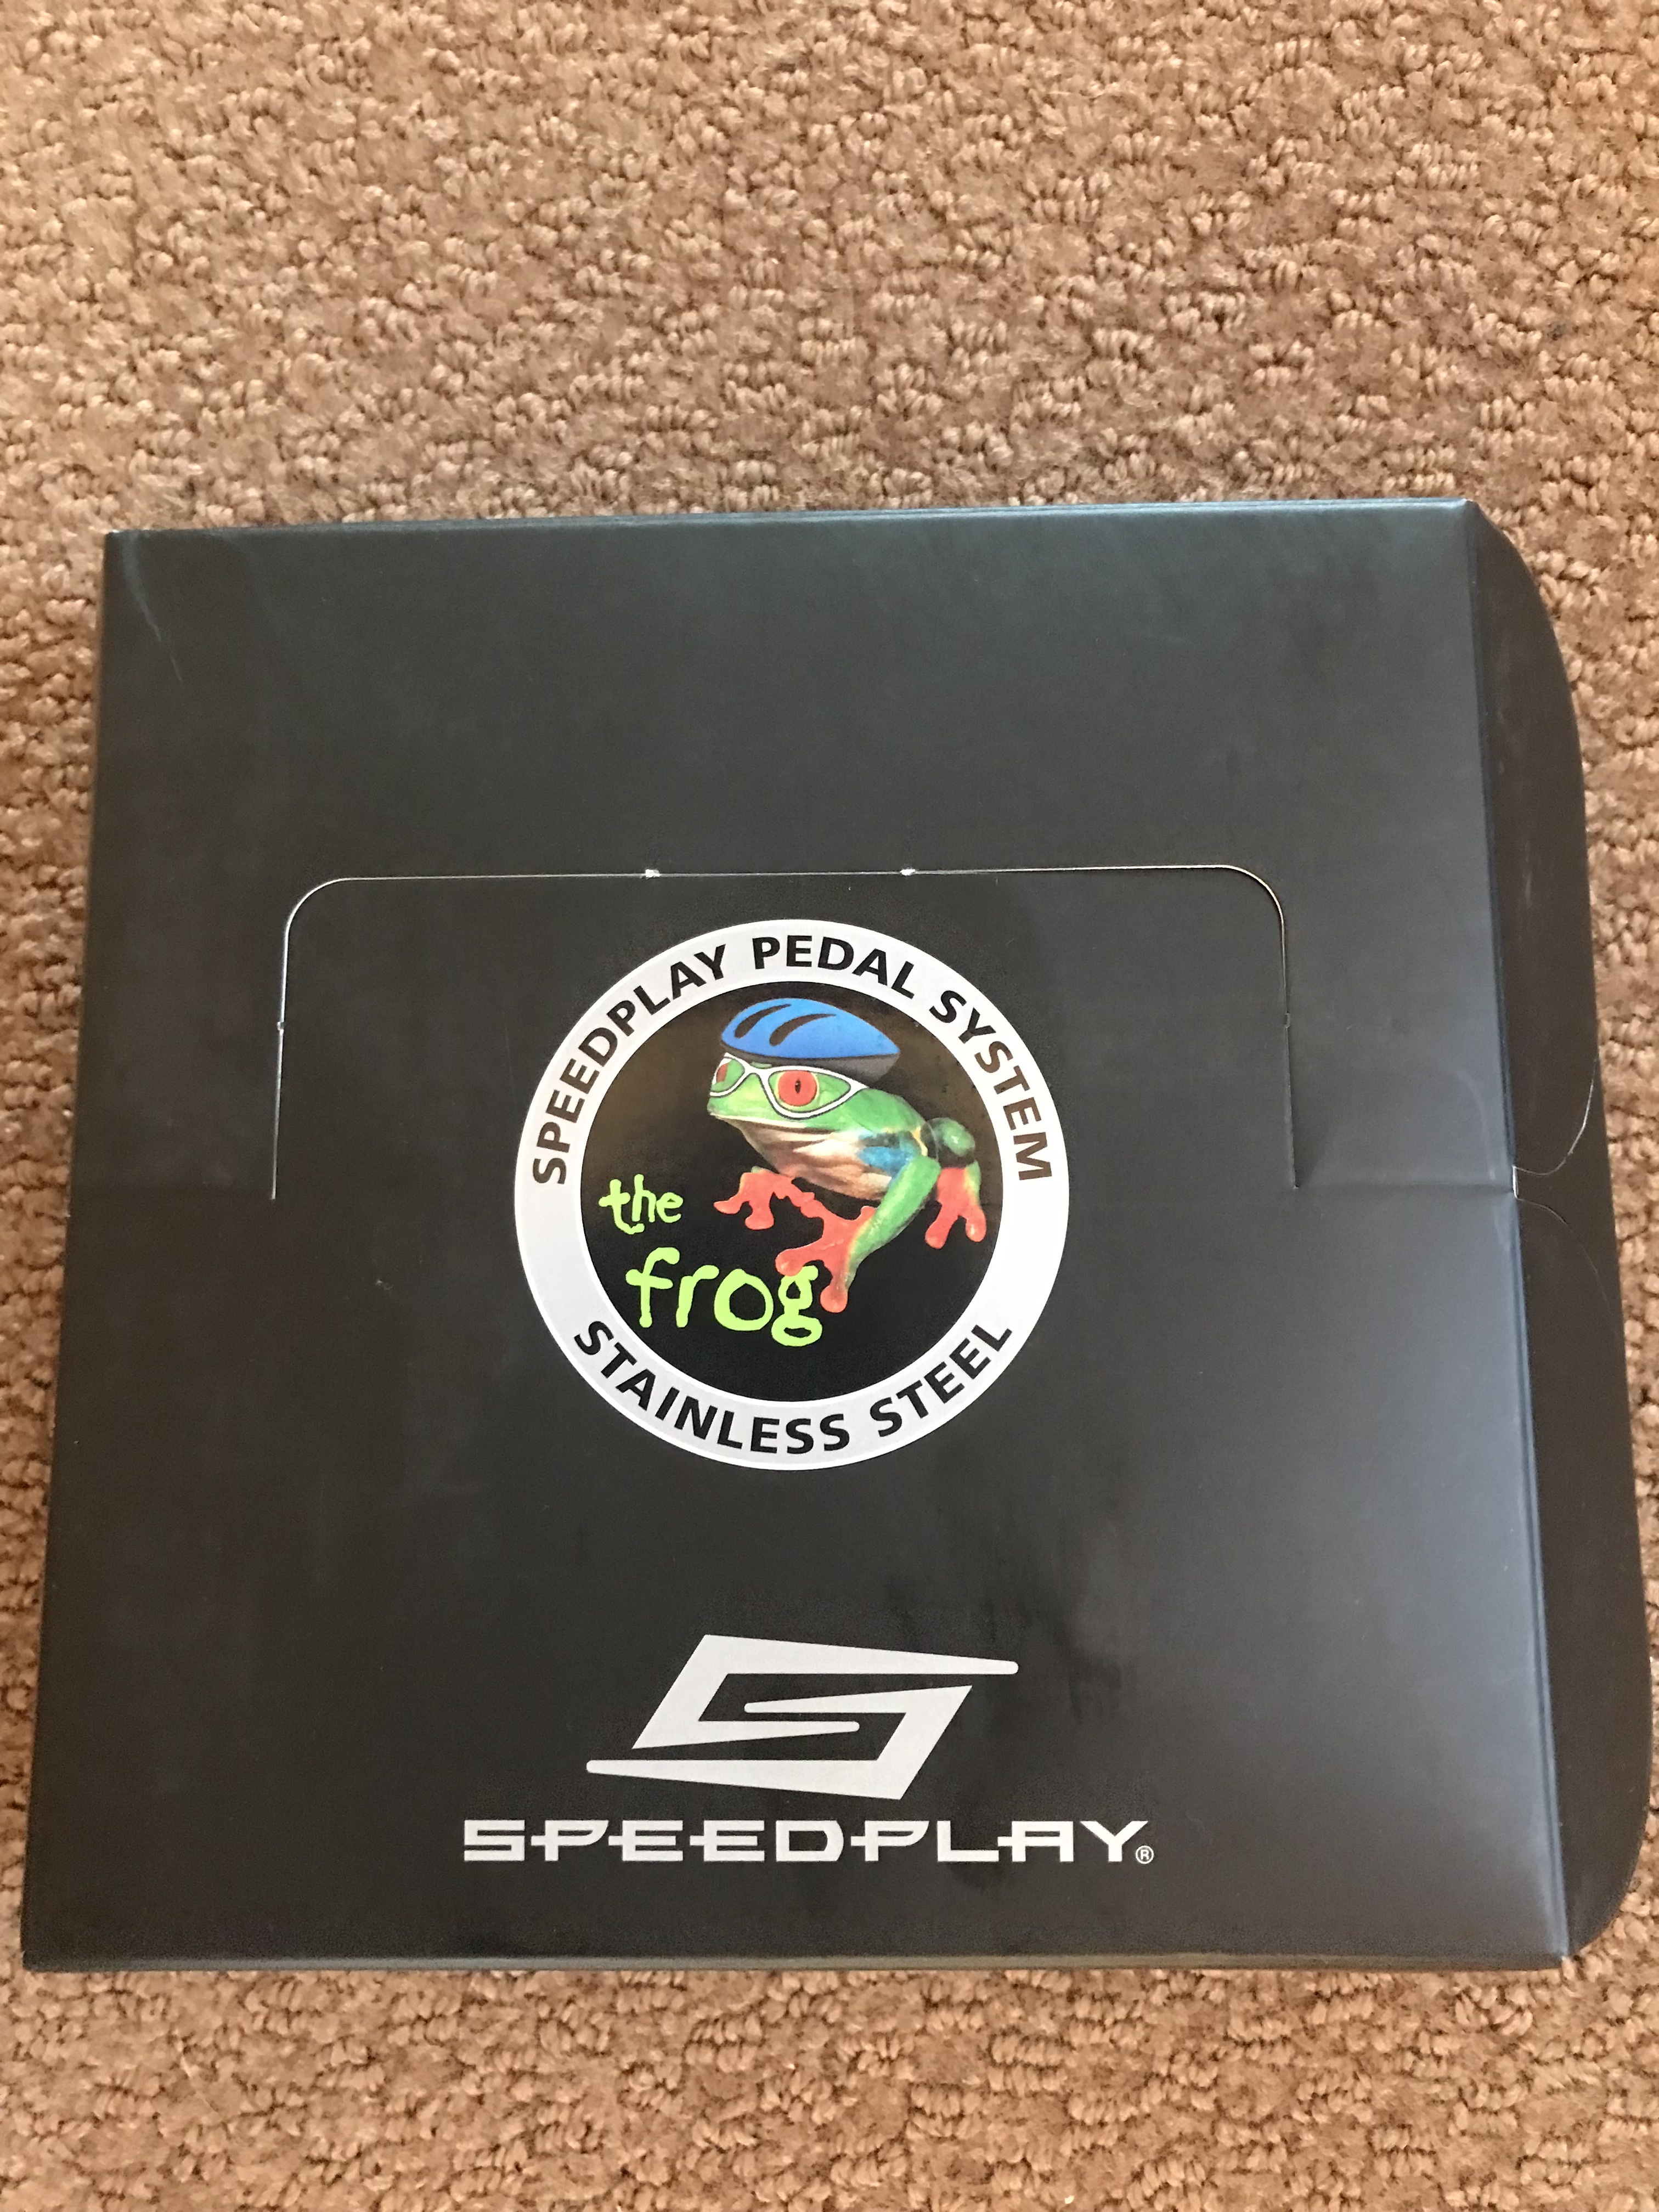 SPEEDPLAY PEDAL SYSTEM
the
frog
STAINLESS STEEL
SPEEDPLAY®